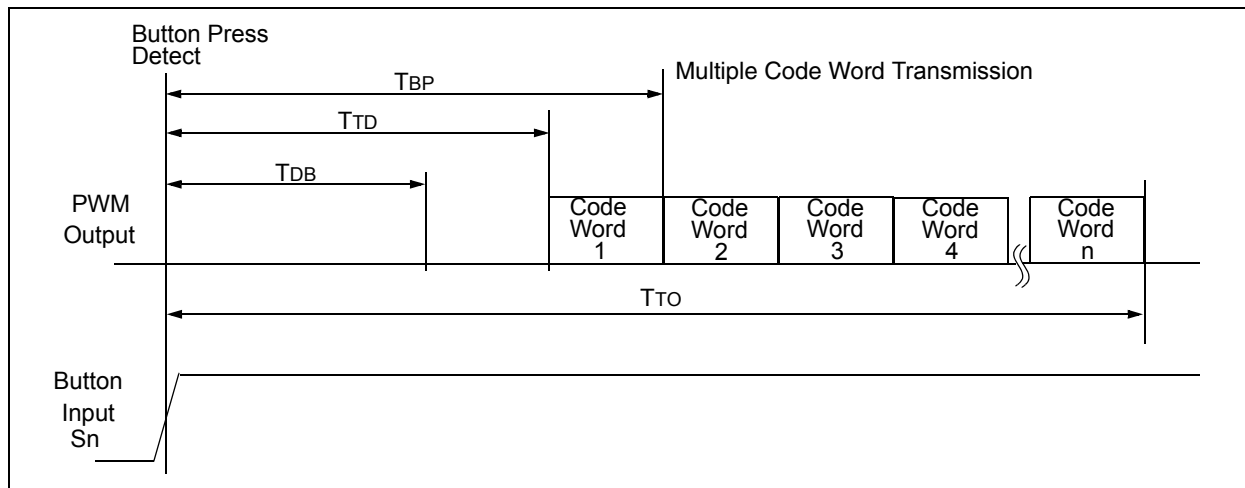 Button Press
Detect
TBP
Multiple Code Word Transmission
TTD
TDB
PWM
Output
Code
Word
1
Code
Word
2
Code
Word
3
Code
Word
4
Code
Word
n
TTO
Button
Input
Sn